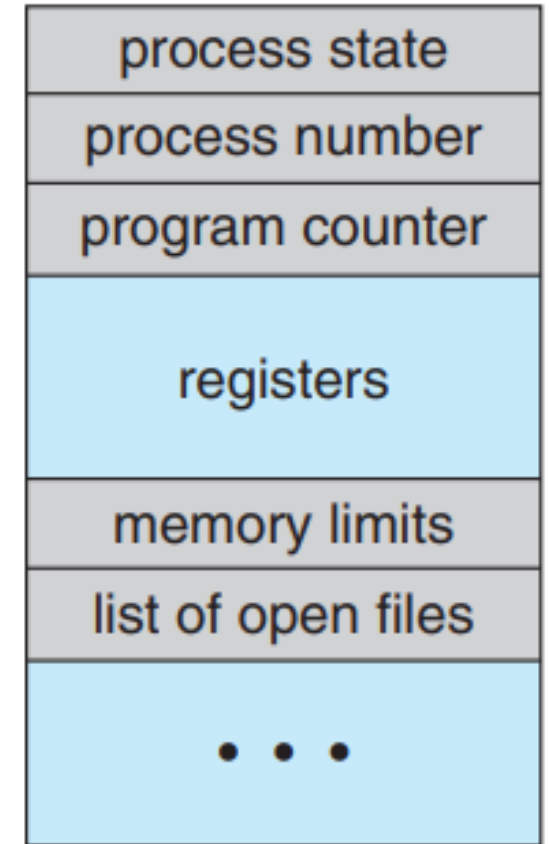 process state
process number
program counter
registers
memory limits
list of open files
• • •